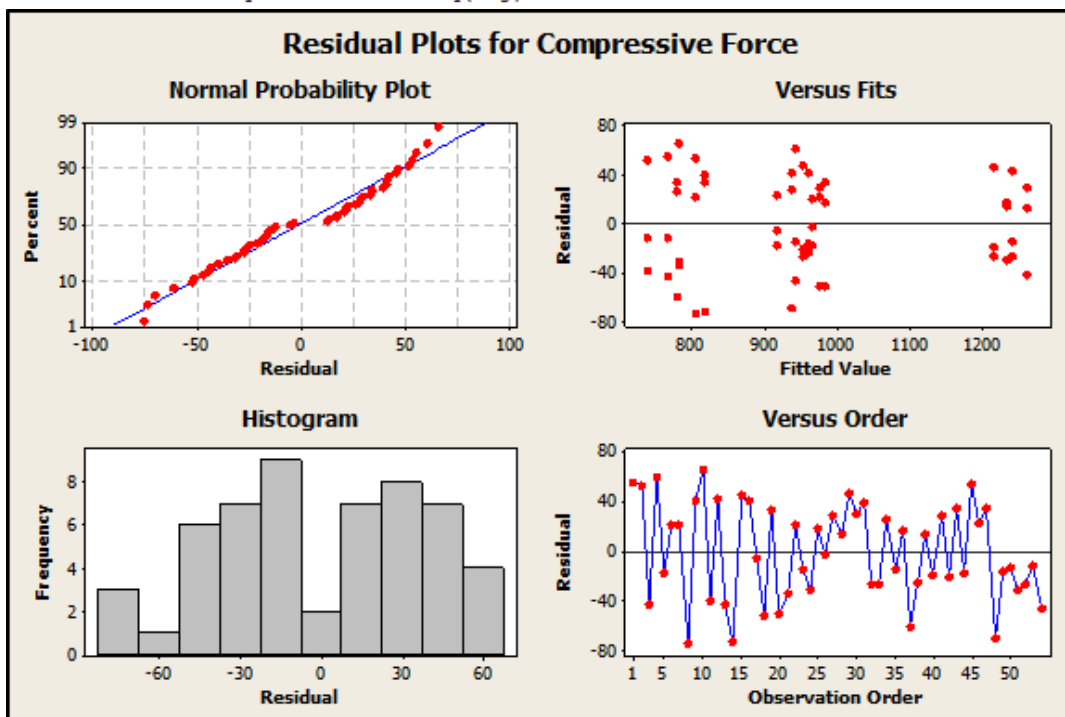 Residual Plots for Compressive Force
Normal Probability Plot
Percent
99
90
50
10
1
-100 -50 0 50 100
Residual
Versus Fits
Residual
80
40
0
-40
-80
800 900 1000 1100 1200
Fitted Value
Histogram
Frequency
8
6
4
2
0
-60 -30 0 30 60
Residual
Versus Order
Residual
80
40
0
-40
-80
1 5 10 15 20 25 30 35 40 45 50
Observation Order